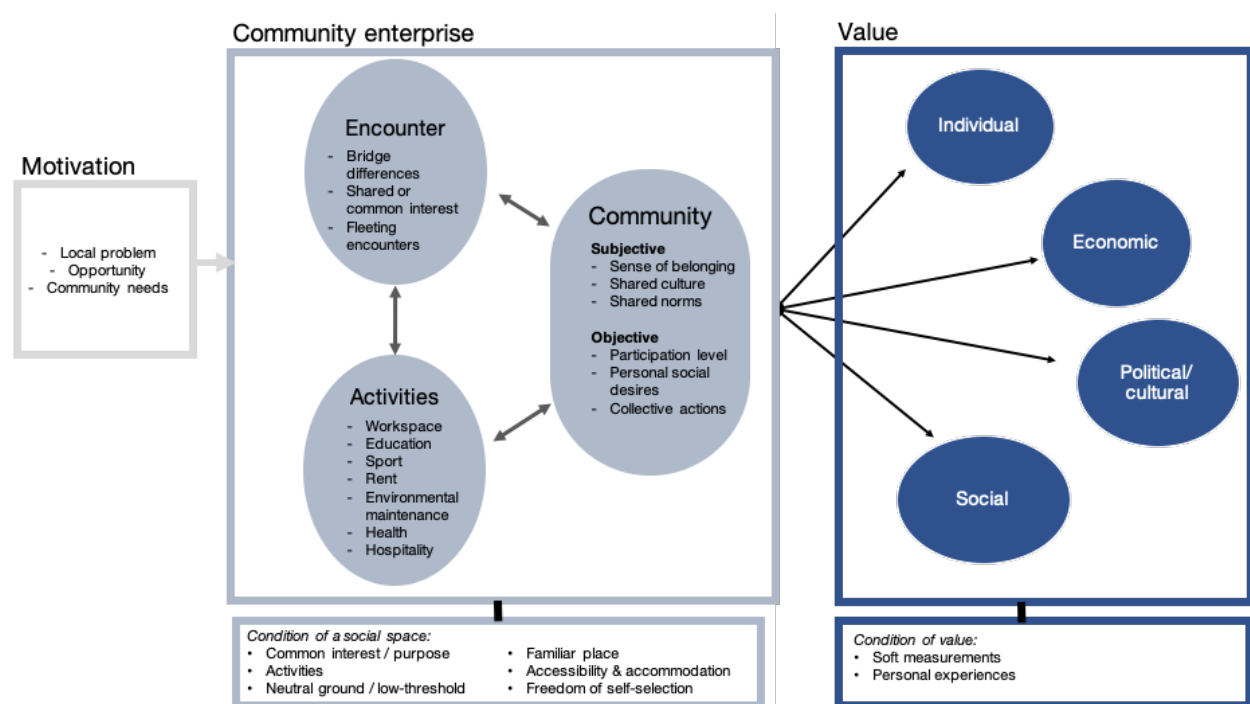 Motivation
- Local problem
- Opportunity
- Community needs
Community enterprise
Encounter
- Bridge
differences
- Shared or
common interest
- Fleeting
encounters
Activities
- Workspace
- Education
- Sport
- Rent
- Environmental
maintenance
- Health
- Hospitality
Community
Subjective
- Sense of belonging
- Shared culture
- Shared norms
Objective
- Participation level
- Personal social
desires
- Collective actions
Condition of a social space:
• Common interest / purpose
• Activities
• Neutral ground / low-threshold
• Familiar place
• Accessibility & accommodation
• Freedom of self-selection
Value
Individual
Economic
Political/
cultural
Social
Condition of value:
• Soft measurements
• Personal experiences